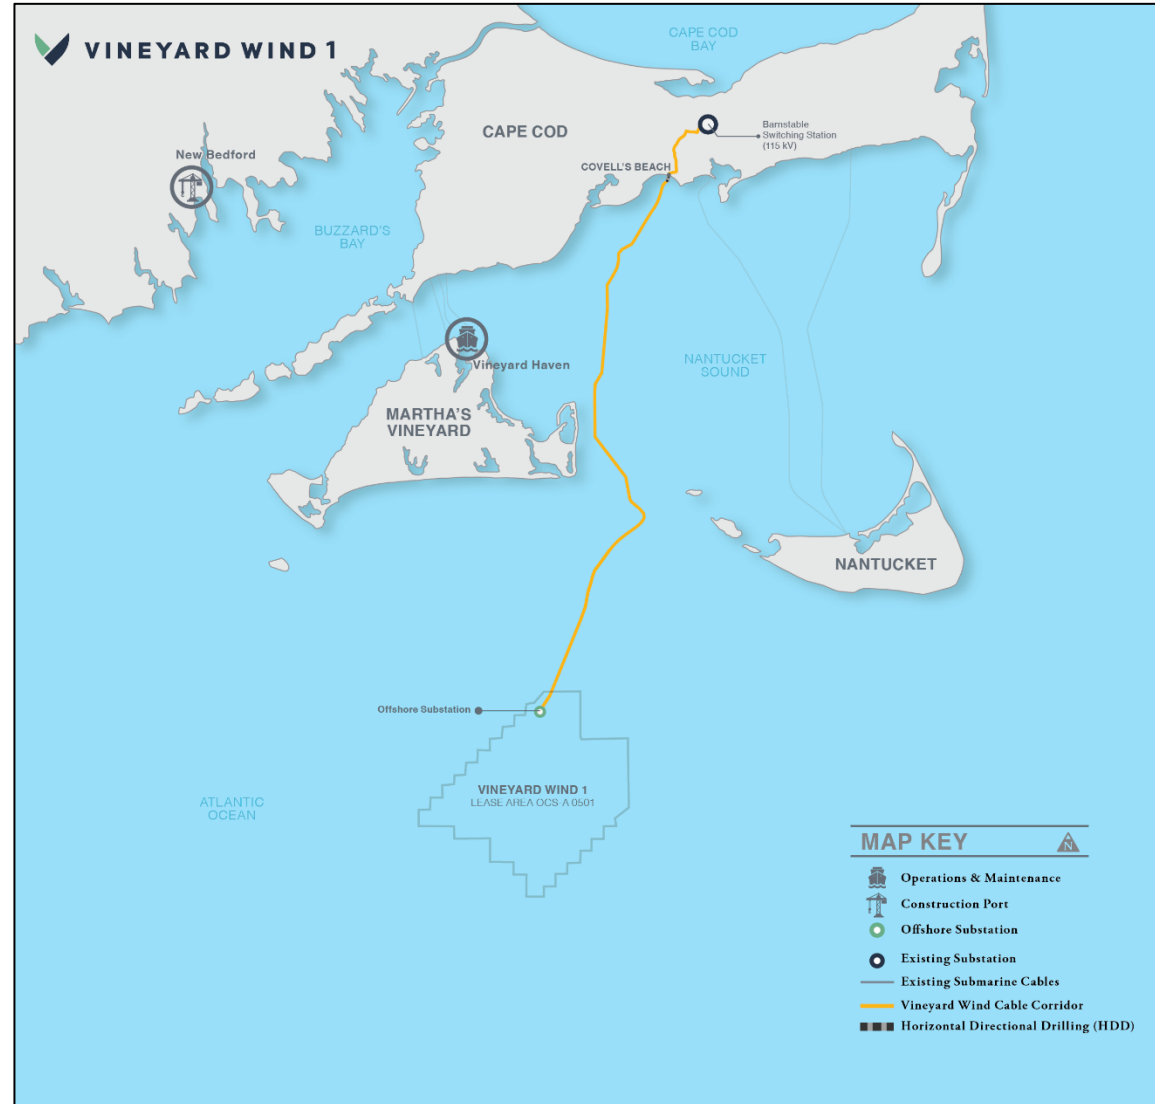 VINEYARD WIND 1
CAPE COD
BAY
CAPE COD
Barnstable
Switching Station
(115 kV)
New Bedford
COVELL'S BEACH
BUZZARD'S
BAY
NANTUCKET
SOUND
Vineyard Haven
MARTHA'S
VINEYARD
NANTUCKET
Offshore Substation
VINEYARD WIND 1
LEASE AREA OCS-A 0501
ATLANTIC
OCEAN
MAP KEY
N
Operations & Maintenance
Construction Port
Offshore Substation
Existing Substation
Existing Submarine Cables
Vineyard Wind Cable Corridor
Horizontal Directional Drilling (HDD)